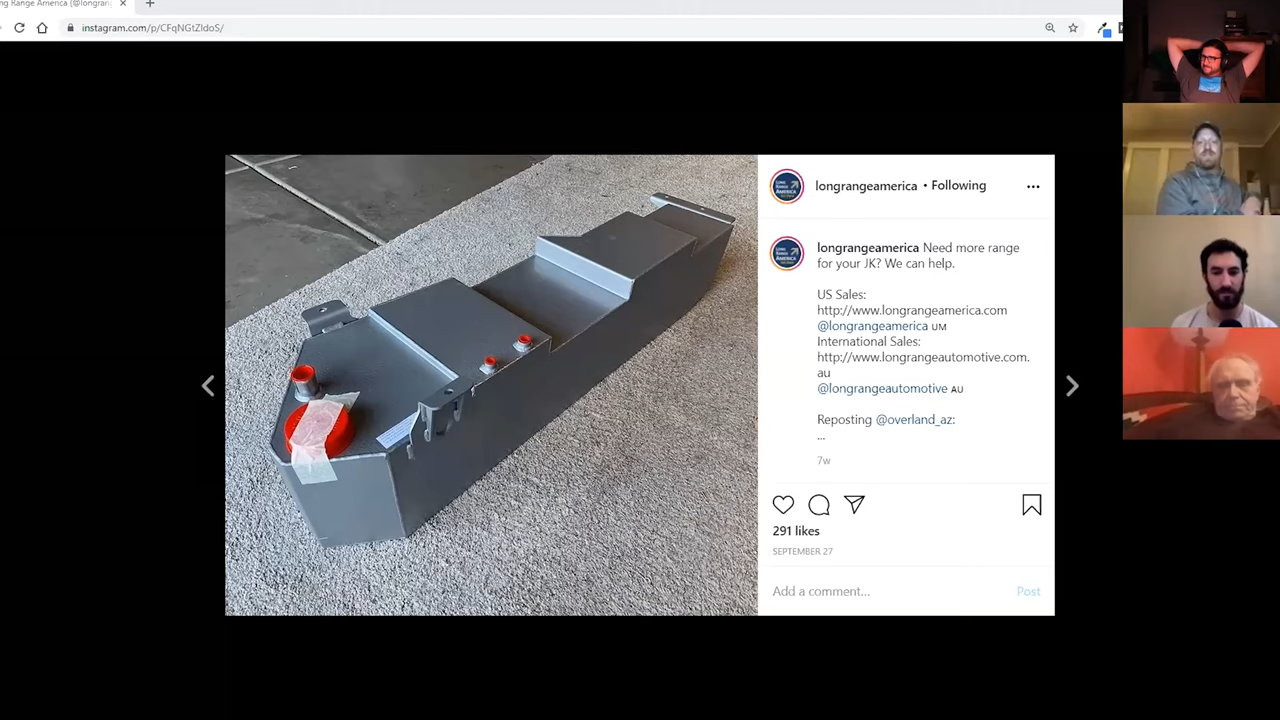 ng Range America (@longran
instagram.com/p/CFqNGtZldoS/
longrangeamerica • Following
longrangeamerica Need more range
for your JK? We can help.
US Sales:
http://www.longrangeamerica.com
@longrangeamerica ᴜᴍ
International Sales:
http://www.longrangeautomotive.com.
au
@longrangeautomotive ᴀᴜ
Reposting @overland_az:
...
7w
291 likes
SEPTEMBER 27
Add a comment...
Post